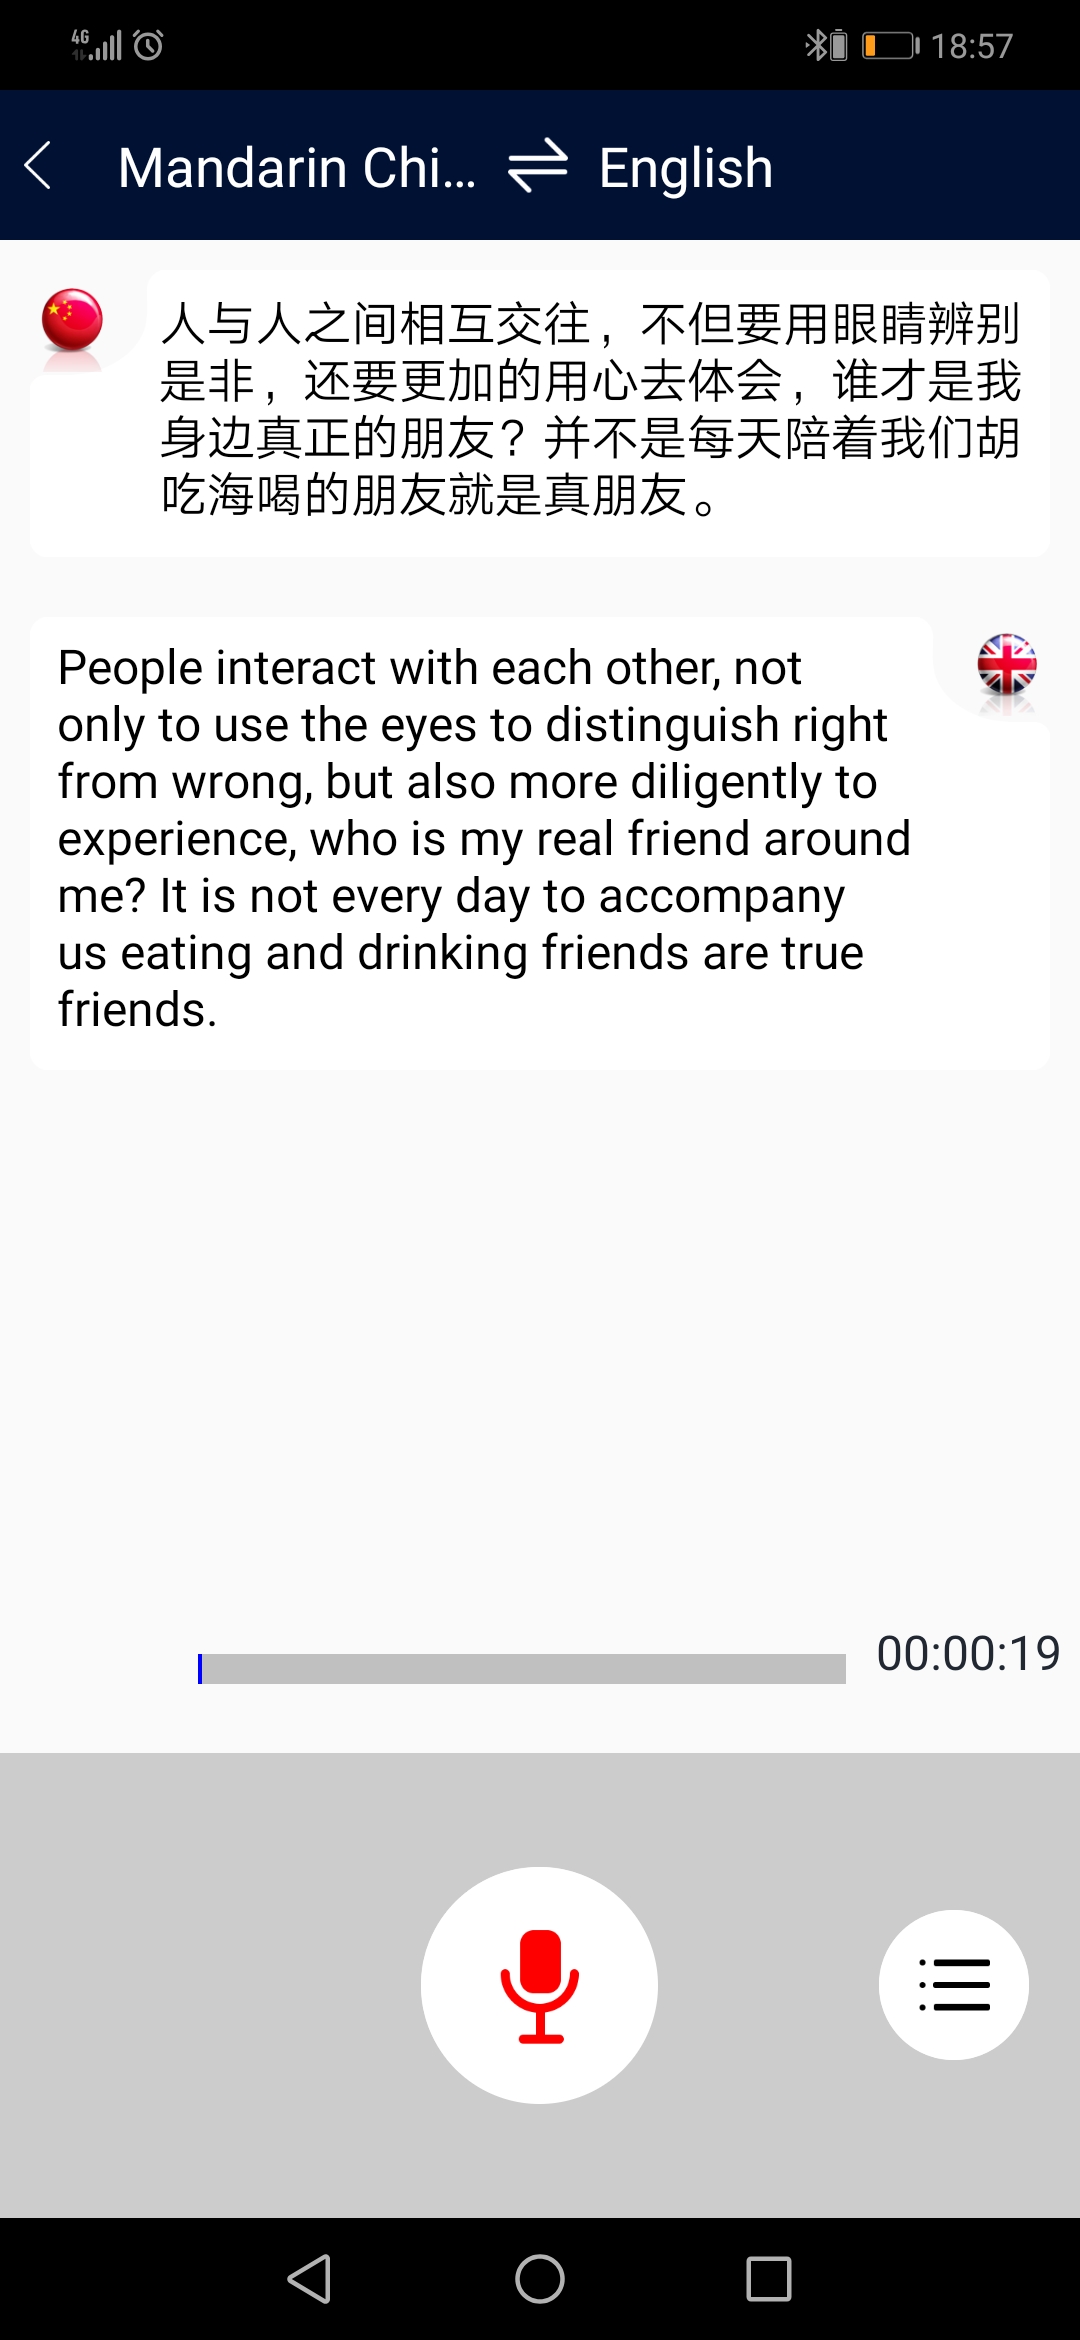 4G 18:57
Mandarin Chi... English
人与人之间相互交往，不但要用眼睛辨别
是非，还要更加的用心去体会，谁才是我
身边真正的朋友？并不是每天陪着我们胡
吃海喝的朋友就是真朋友。
People interact with each other, not
only to use the eyes to distinguish right
from wrong, but also more diligently to
experience, who is my real friend around
me? It is not every day to accompany
us eating and drinking friends are true
friends.
00:00:19